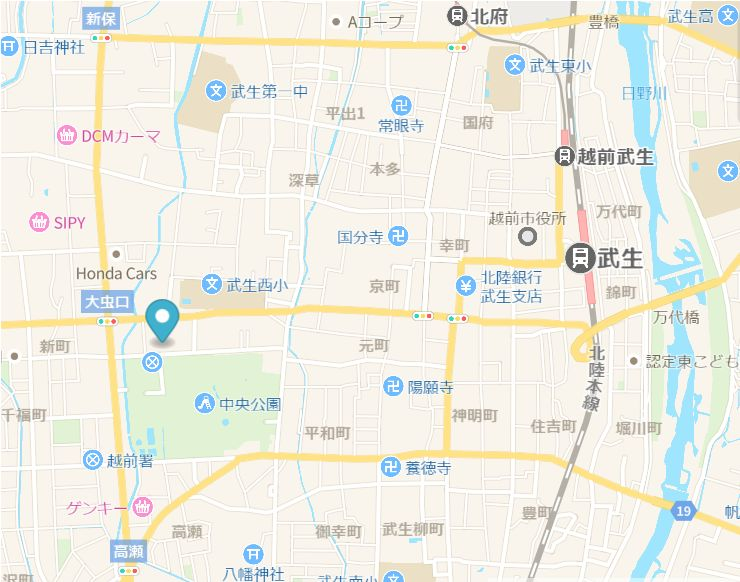 新保
Aコープ
北府
豊橋
武生高
日吉神社
武生東小
武生第一中
日野川
平出1
常眼寺
国府
DCMカーマ
越前武生
本多
深草
SIPY
国分寺
幸町
越前市役所
万代町
武生
Honda Cars
武生西小
京町
北陸銀行
武生支店
錦町
大虫口
万代橋
新町
元町
北陸本線
認定東こども
中央公園
陽願寺
千福町
神明町
住吉町
堀川町
平和町
越前署
養徳寺
ゲンキー
19
帆
豊町
高瀬
高瀬
御幸町
武生柳町
八幡神社
武生南小
沢町